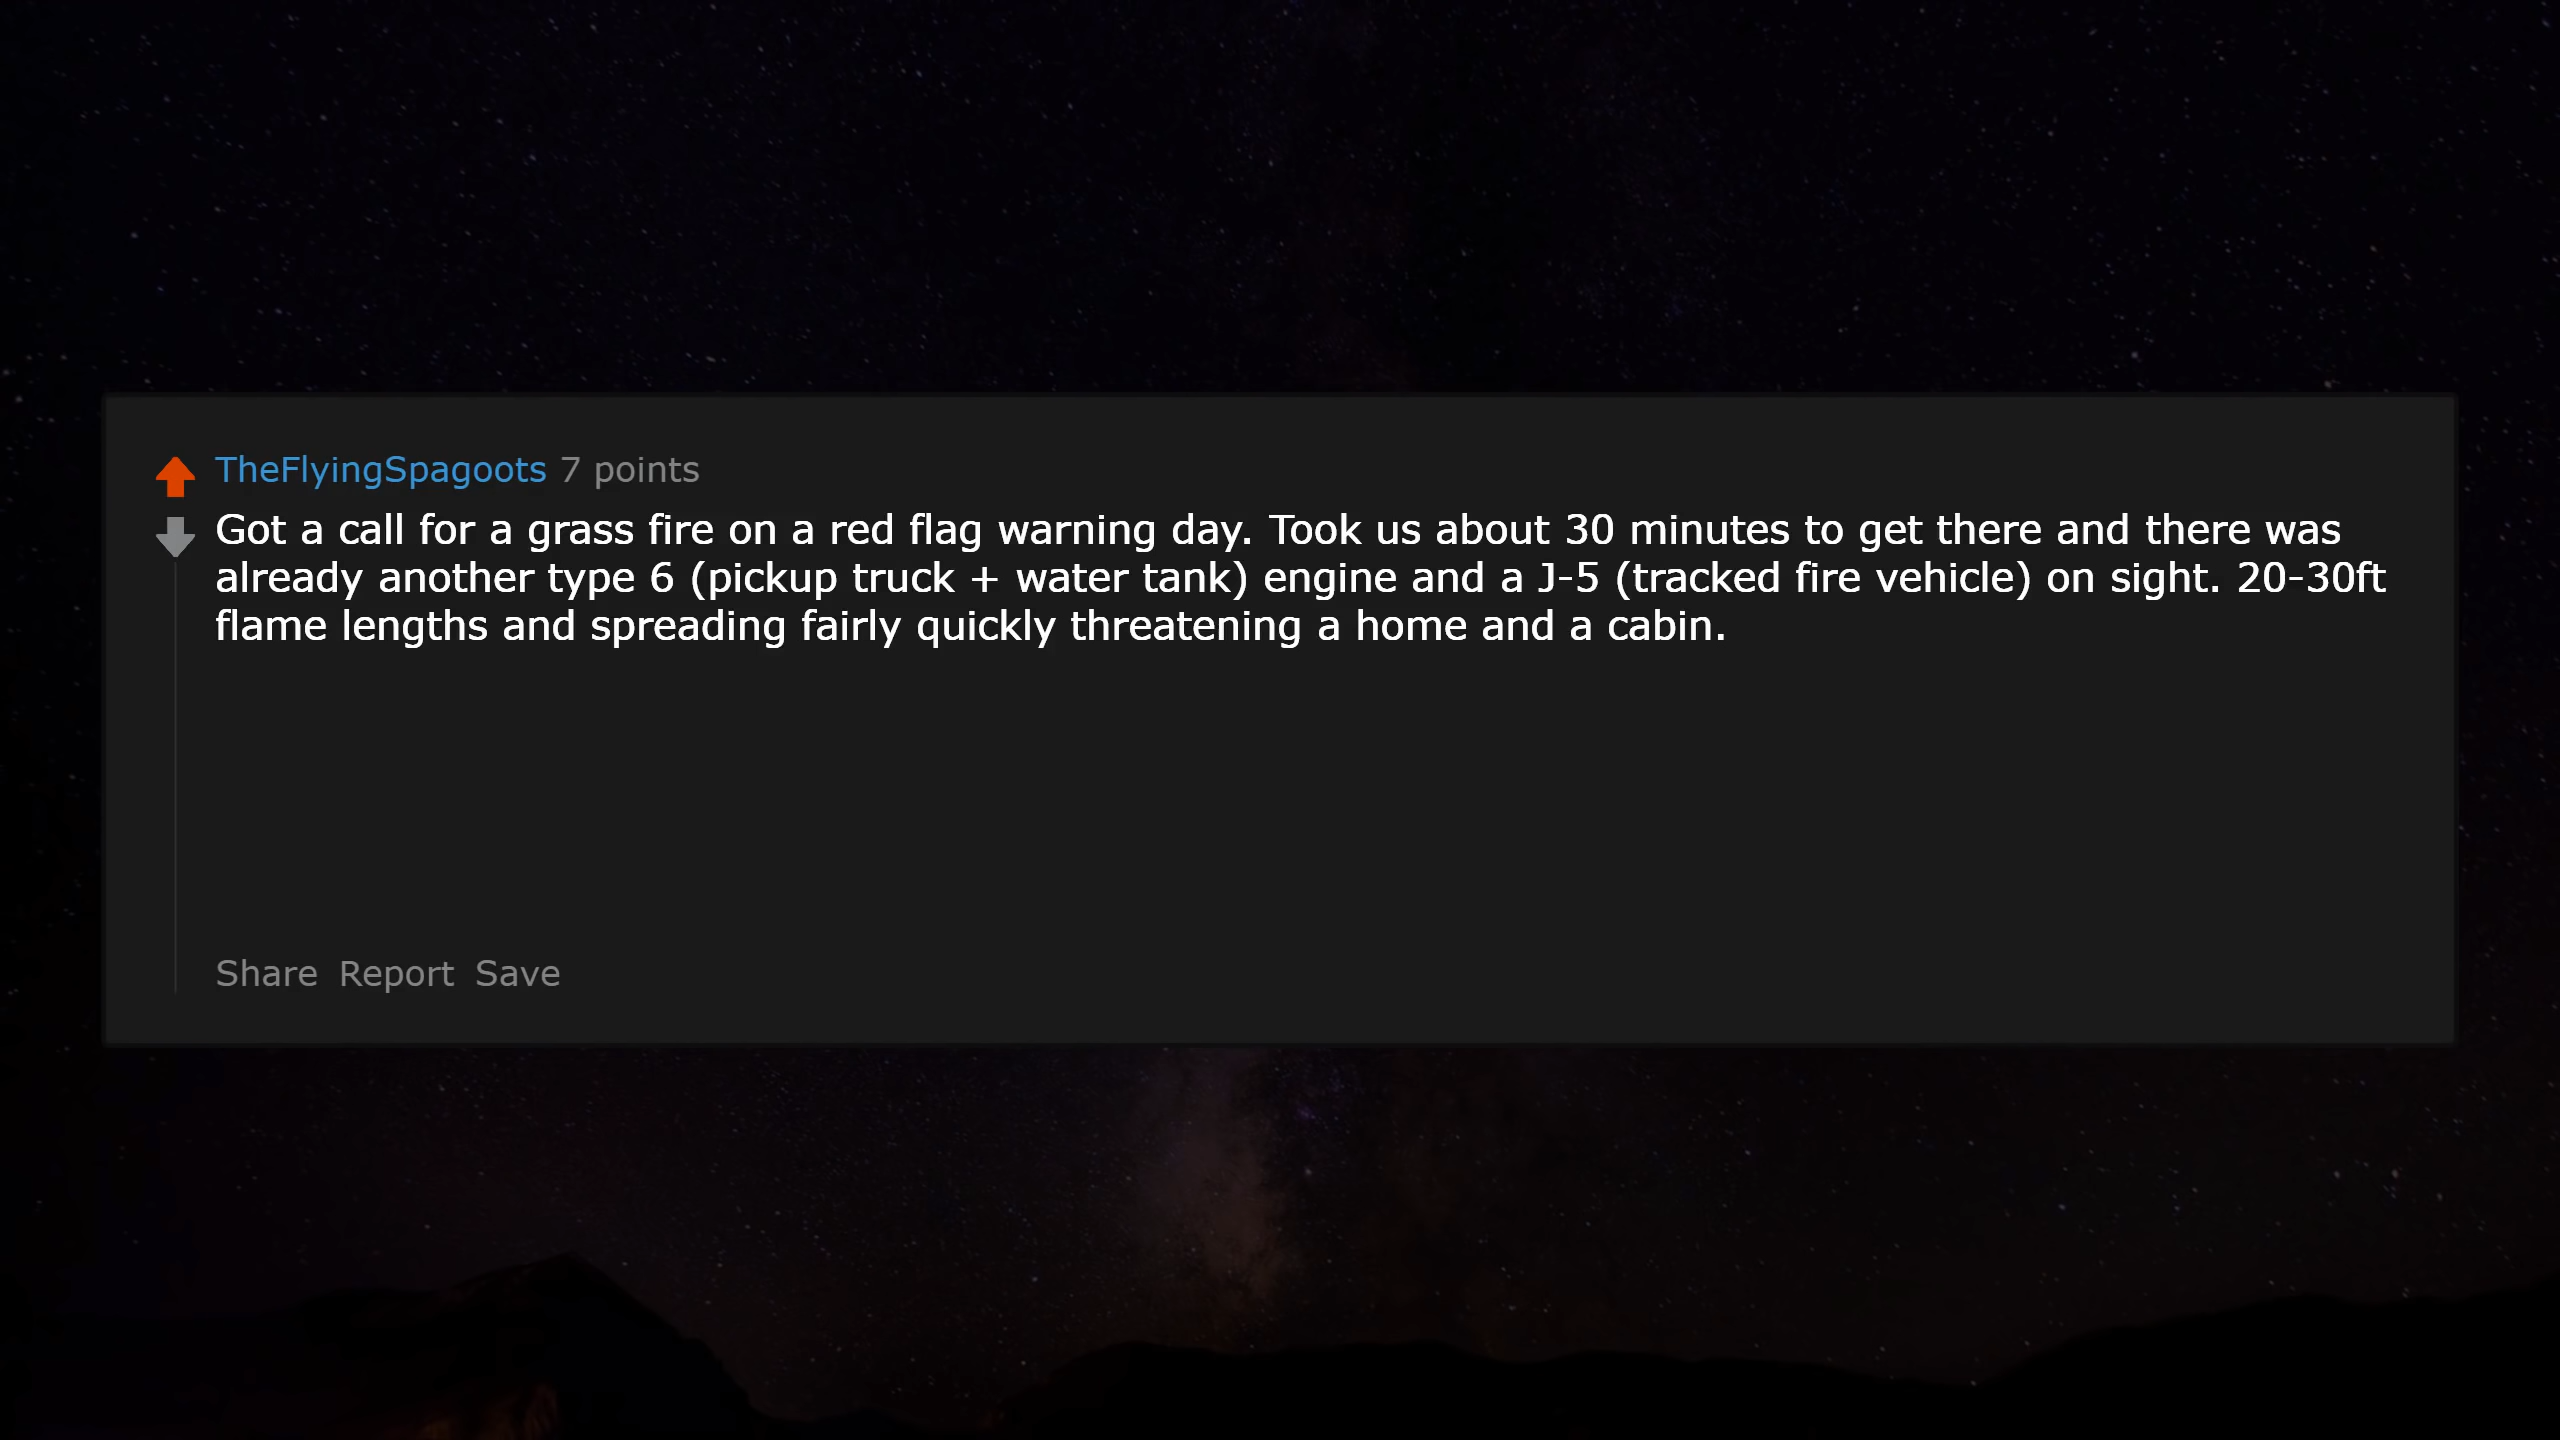 TheFlyingSpagoots 7 points
Got a call for a grass fire on a red flag warning day. Took us about 30 minutes to get there and there was
already another type 6 (pickup truck + water tank) engine and a J-5 (tracked fire vehicle) on sight. 20-30ft
flame lengths and spreading fairly quickly threatening a home and a cabin.
Share Report Save